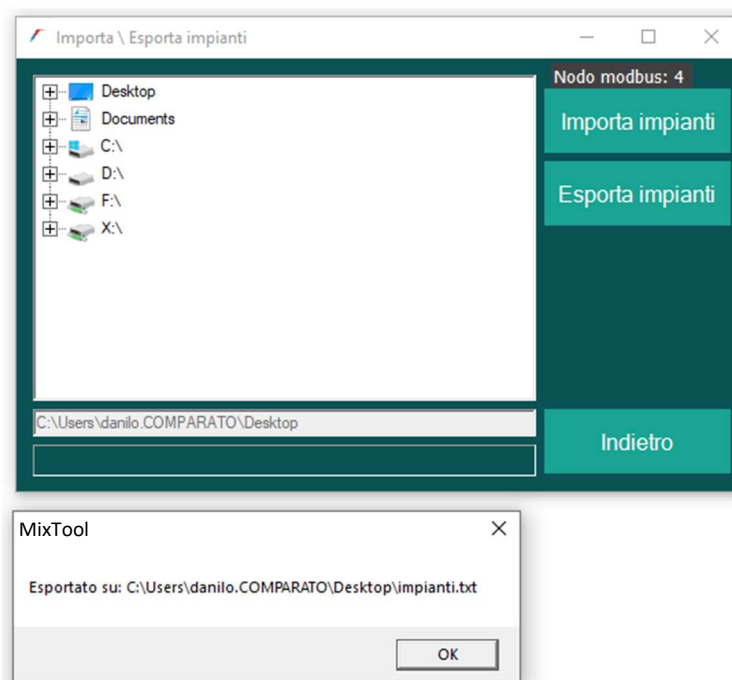 Importa \ Esporta impianti
Nodo modbus: 4
Desktop
Documents
C:\
D:\
F:\
X:\
Importa impianti
Esporta impianti
C:\Users\danilo.COMPARATO\Desktop
Indietro
MixTool
Esportato su: C:\Users\danilo.COMPARATO\Desktop\impianti.txt
OK